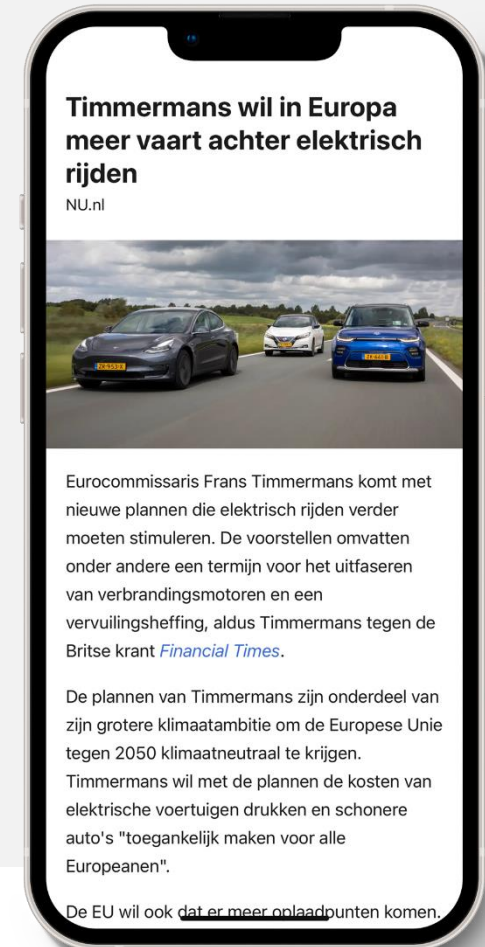 Timmermans wil in Europa
meer vaart achter elektrisch
rijden
NU.nl
Eurocommissaris Frans Timmermans komt met
nieuwe plannen die elektrisch rijden verder
moeten stimuleren. De voorstellen omvatten
onder andere een termijn voor het uitfaseren
van verbrandingsmotoren en een
vervuilingsheffing, aldus Timmermans tegen de
Britse krant Financial Times.
De plannen van Timmermans zijn onderdeel van
zijn grotere klimaatambitie om de Europese Unie
tegen 2050 klimaatneutraal te krijgen.
Timmermans wil met de plannen de kosten van
elektrische voertuigen drukken en schonere
auto's "toegankelijk maken voor alle
Europeanen".
De EU wil ook dat er meer oplaadpunten komen.